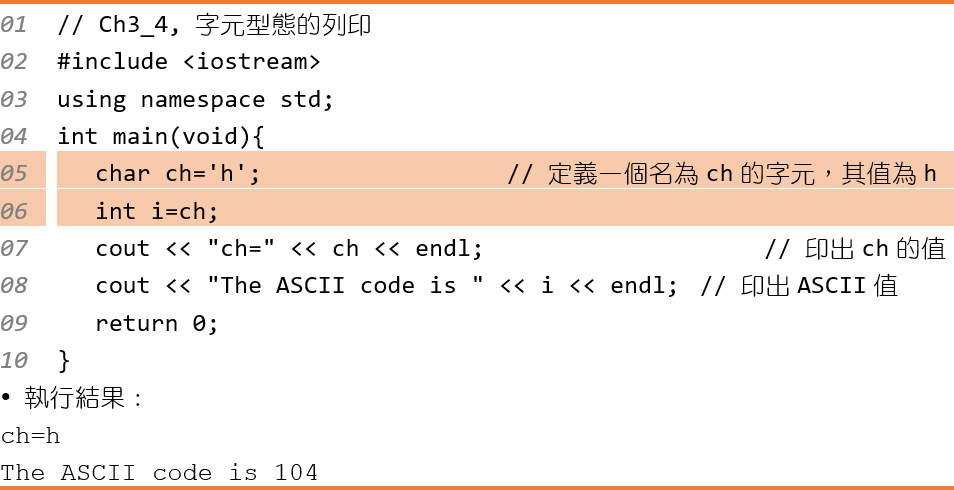 01 // Ch3_4, 字元型態的列印
02 #include <iostream>
03 using namespace std;
04 int main(void){
05 char ch='h'; // 定義一個名為 ch 的字元，其值為 h
06 int i=ch;
07 cout << "ch=" << ch << endl; // 印出 ch 的值
08 cout << "The ASCII code is " << i << endl; // 印出 ASCII 值
09 return 0;
10 }
• 執行結果：
ch=h
The ASCII code is 104